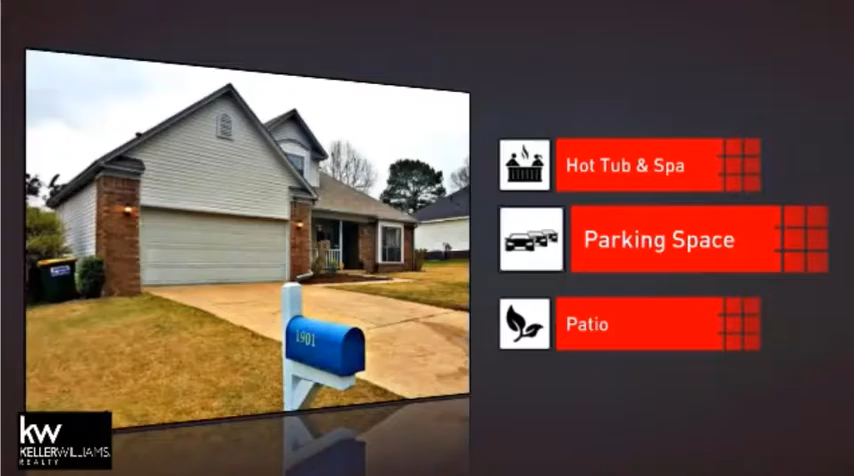 1901
Hot Tub & Spa
Parking Space
Patio
kw
KELLERWILLIAMS.
REALTY